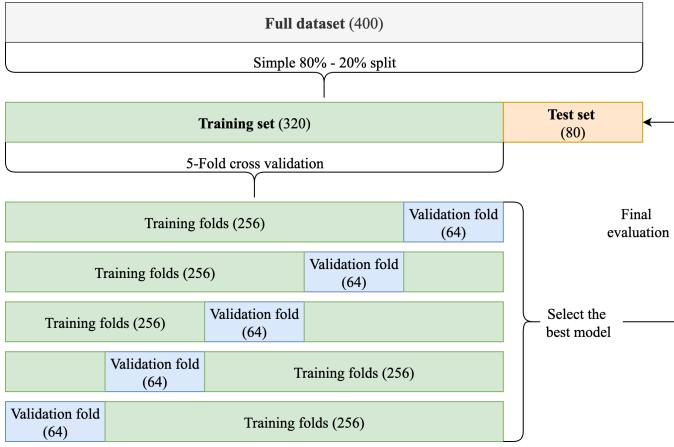 Full dataset (400)
Simple 80% - 20% split
Training set (320)
Test set
(80)
5-Fold cross validation
Training folds (256)
Validation fold
(64)
Training folds (256)
Validation fold
(64)
Training folds (256)
Validation fold
(64)
Validation fold
(64)
Training folds (256)
Validation fold
(64)
Training folds (256)
Select the
best model
Final
evaluation